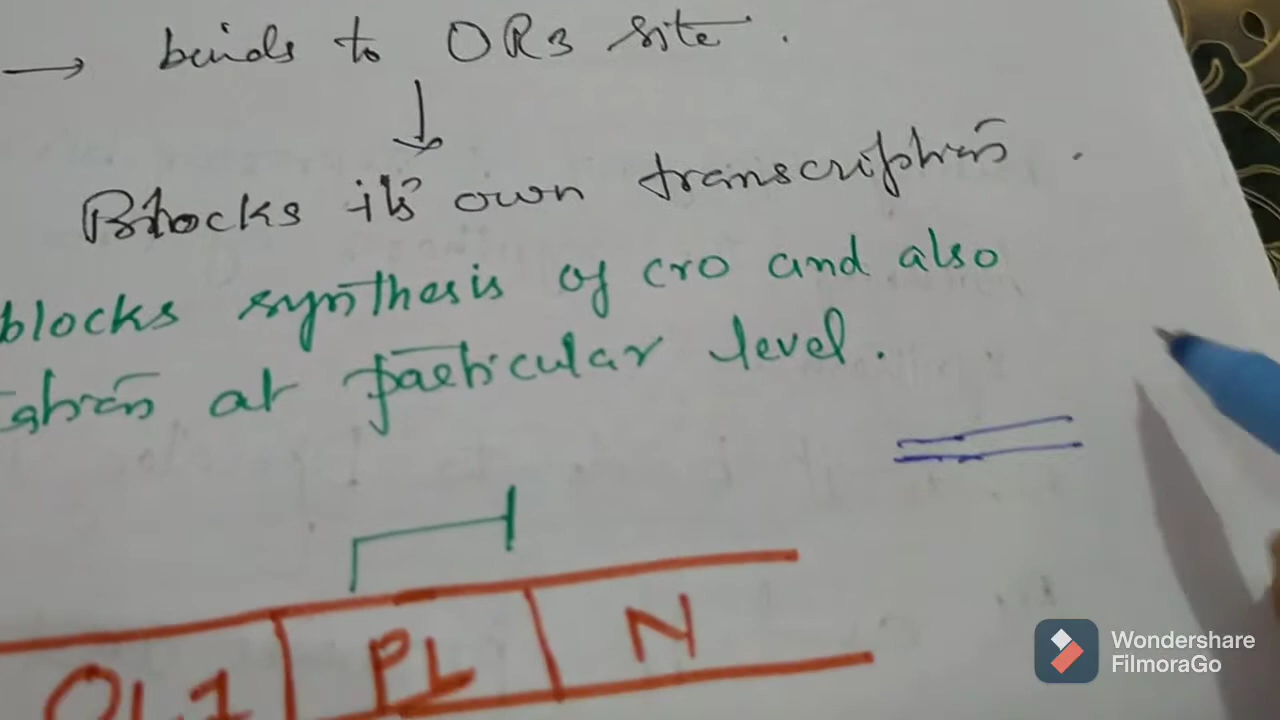 → binds to OR3 site.
↓
Blocks its own transcription.
blocks synthesis of cro and also
at particular level.
OL1 PL N
Wondershare
FilmoraGo